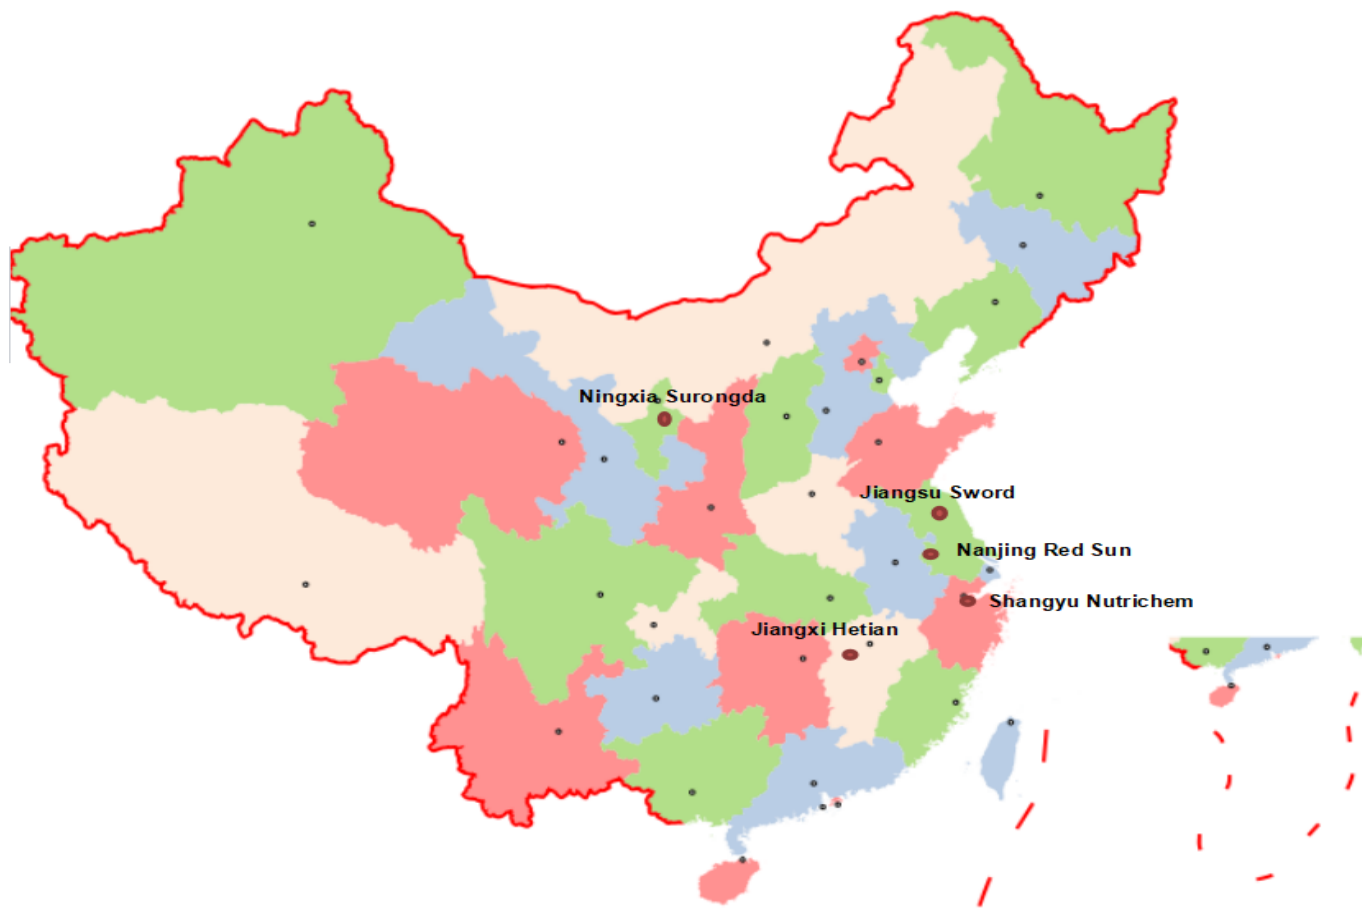 Ningxia Surongda
Jiangsu Sword
Nanjing Red Sun
Shangyu Nutrichem
Jiangxi Hetian